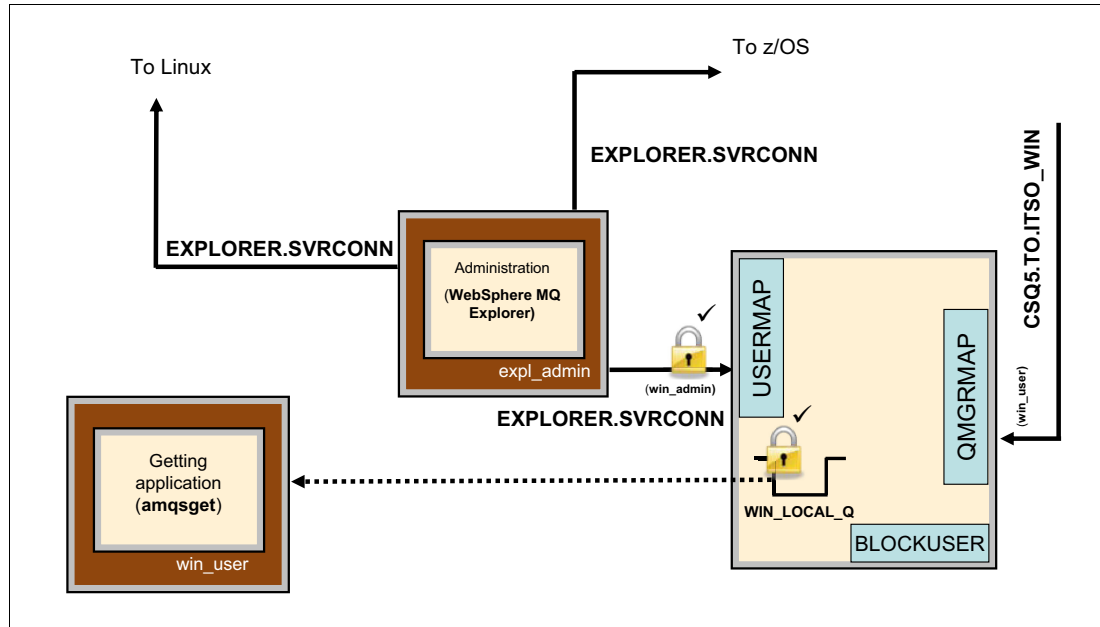 To z/OS
To Linux
EXPLORER.SVRCONN
CSQ5.TO.ITSO_WIN
EXPLORER.SVRCONN
Administration
(WebSphere MQ
Explorer)
expl_admin
(win_admin)
EXPLORER.SVRCONN
USERMAP
QMGRMAP
(win_user)
Getting
application
(amqsget)
win_user
WIN_LOCAL_Q
BLOCKUSER